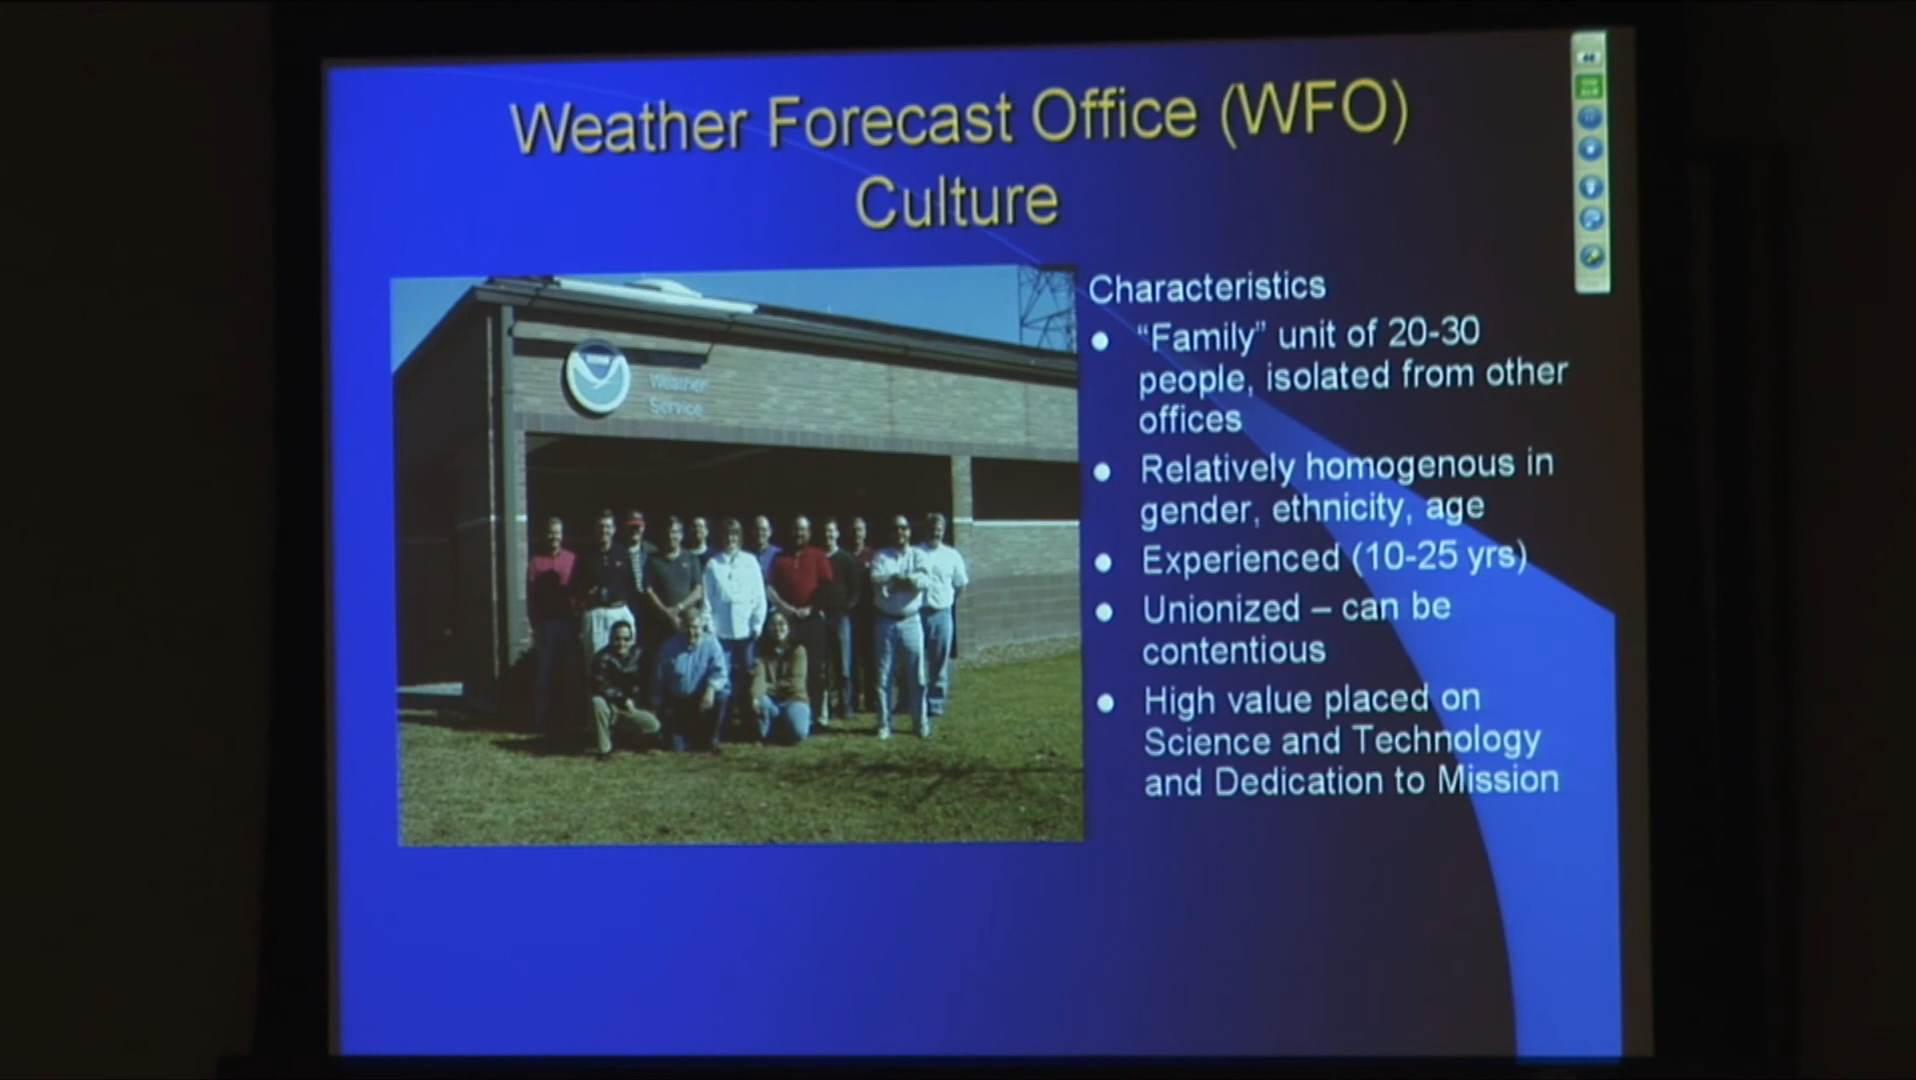 Weather Forecast Office (WFO)
Culture
Characteristics
“Family” unit of 20-30
people, isolated from other
offices
Relatively homogenous in
gender, ethnicity, age
Experienced (10-25 yrs)
Unionized – can be
contentious
High value placed on
Science and Technology
and Dedication to Mission
Weather
Service